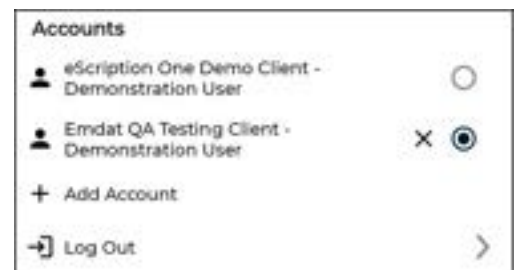 Accounts
eScription One Demo Client -
Demonstration User
Emdat QA Testing Client -
Demonstration User
Add Account
Log Out